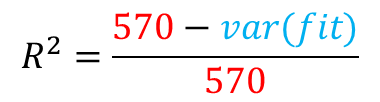 R² = (570 − var(fit)) / 570